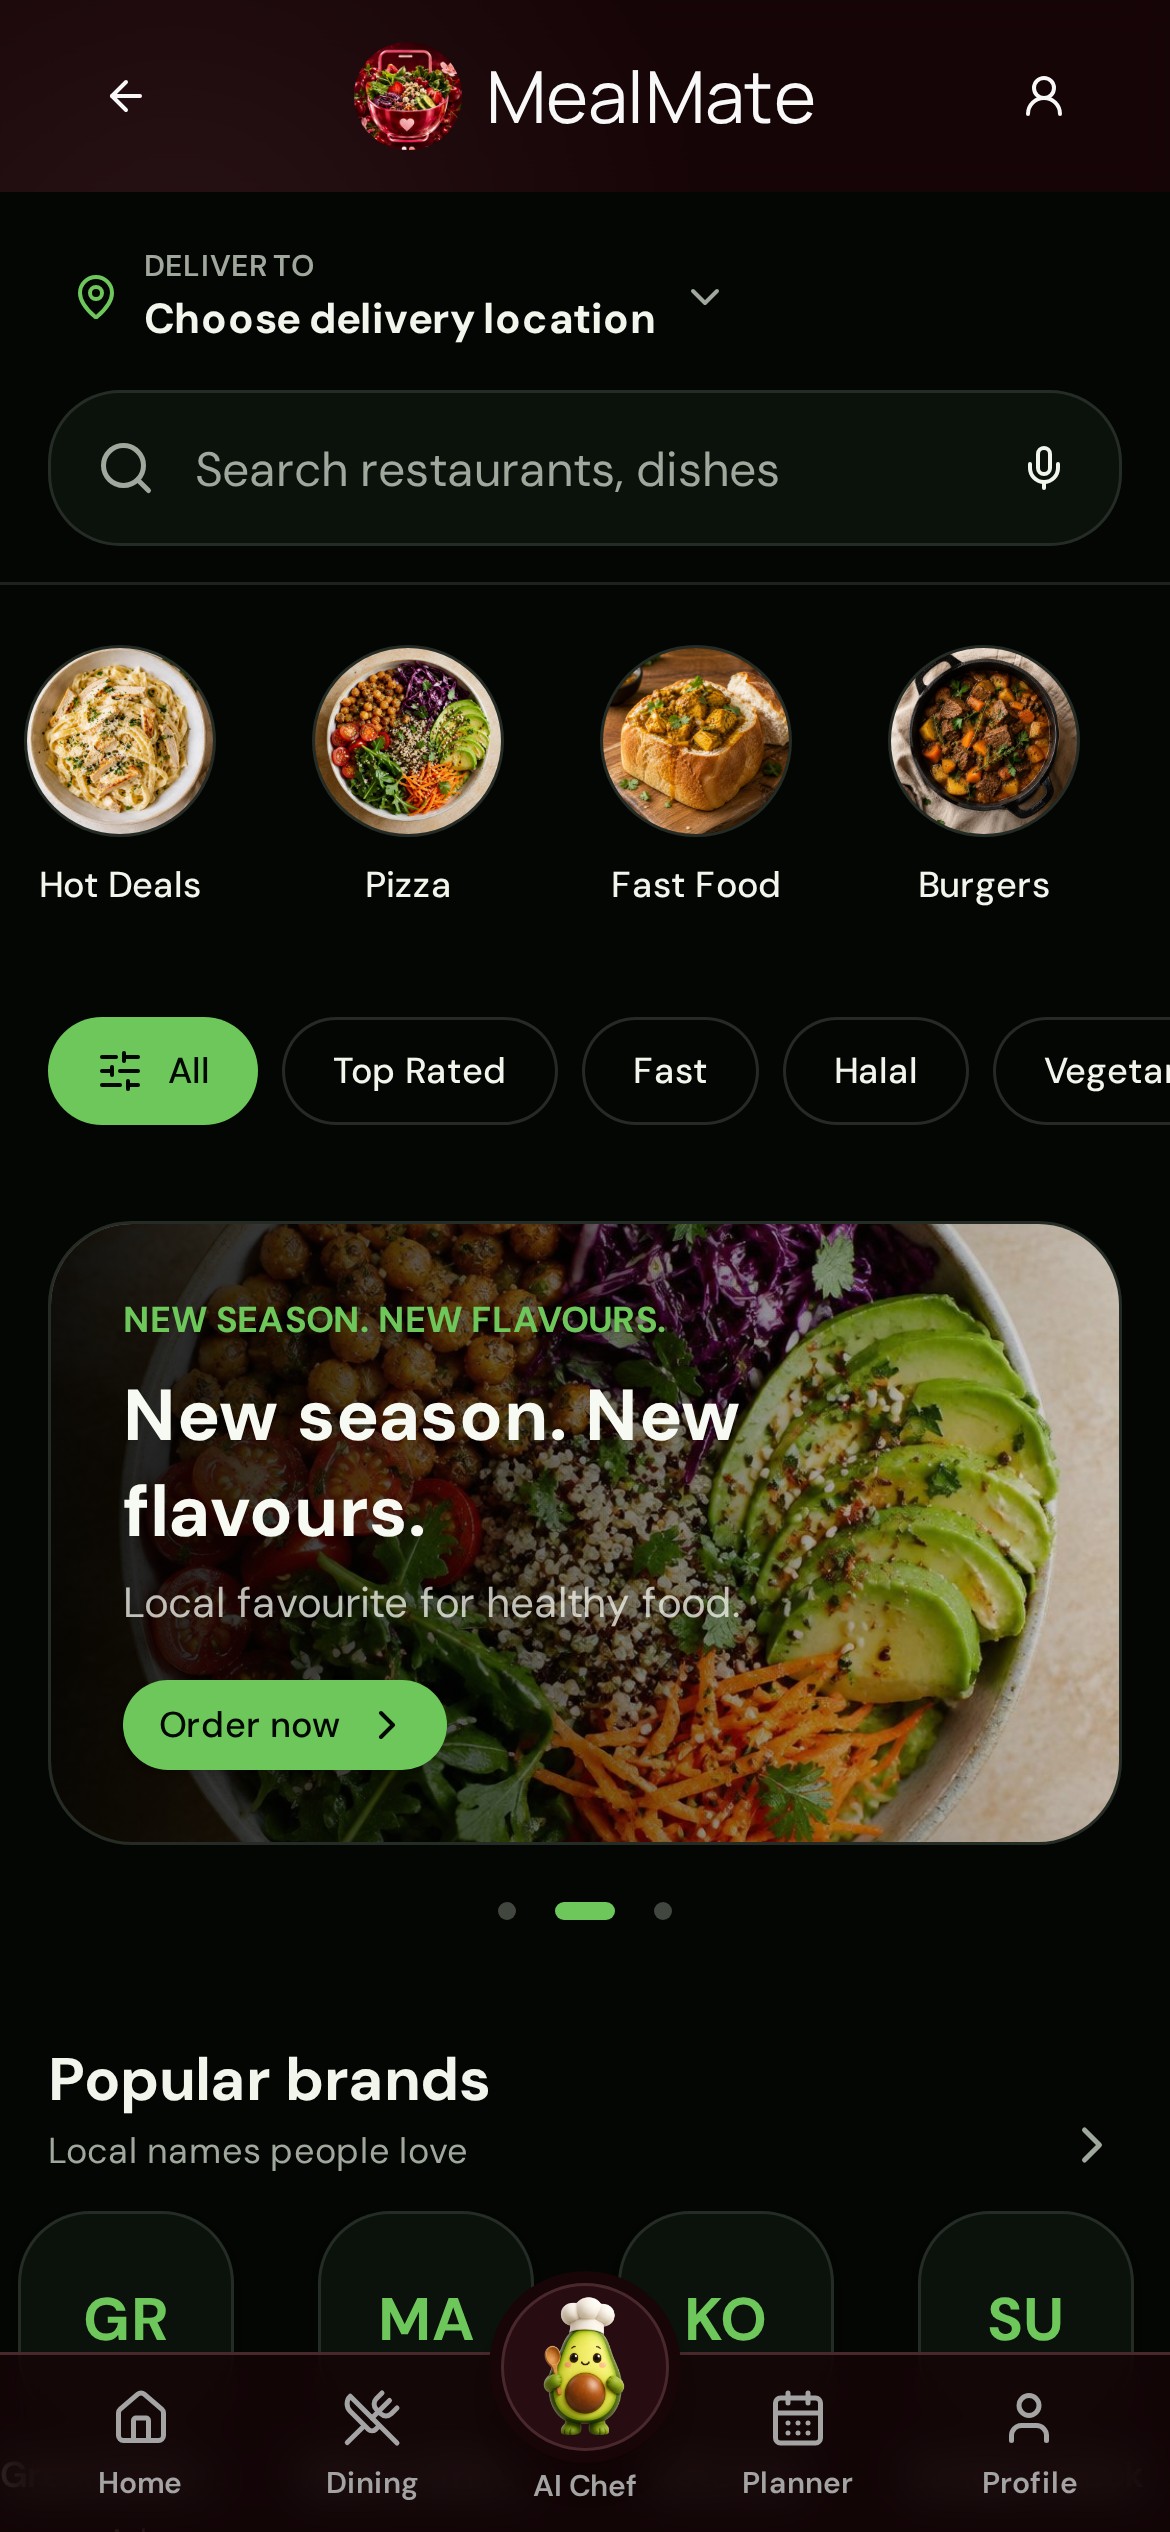 MealMate
DELIVER TO
Choose delivery location
Search restaurants, dishes
Hot Deals
Pizza
Fast Food
Burgers
All
Top Rated
Fast
Halal
NEW SEASON. NEW FLAVOURS.
New season. New
flavours.
Local favourite for healthy food.
Order now
Popular brands
Local names people love
GR
MA
KO
SU
Home
Dining
AI Chef
Planner
Profile